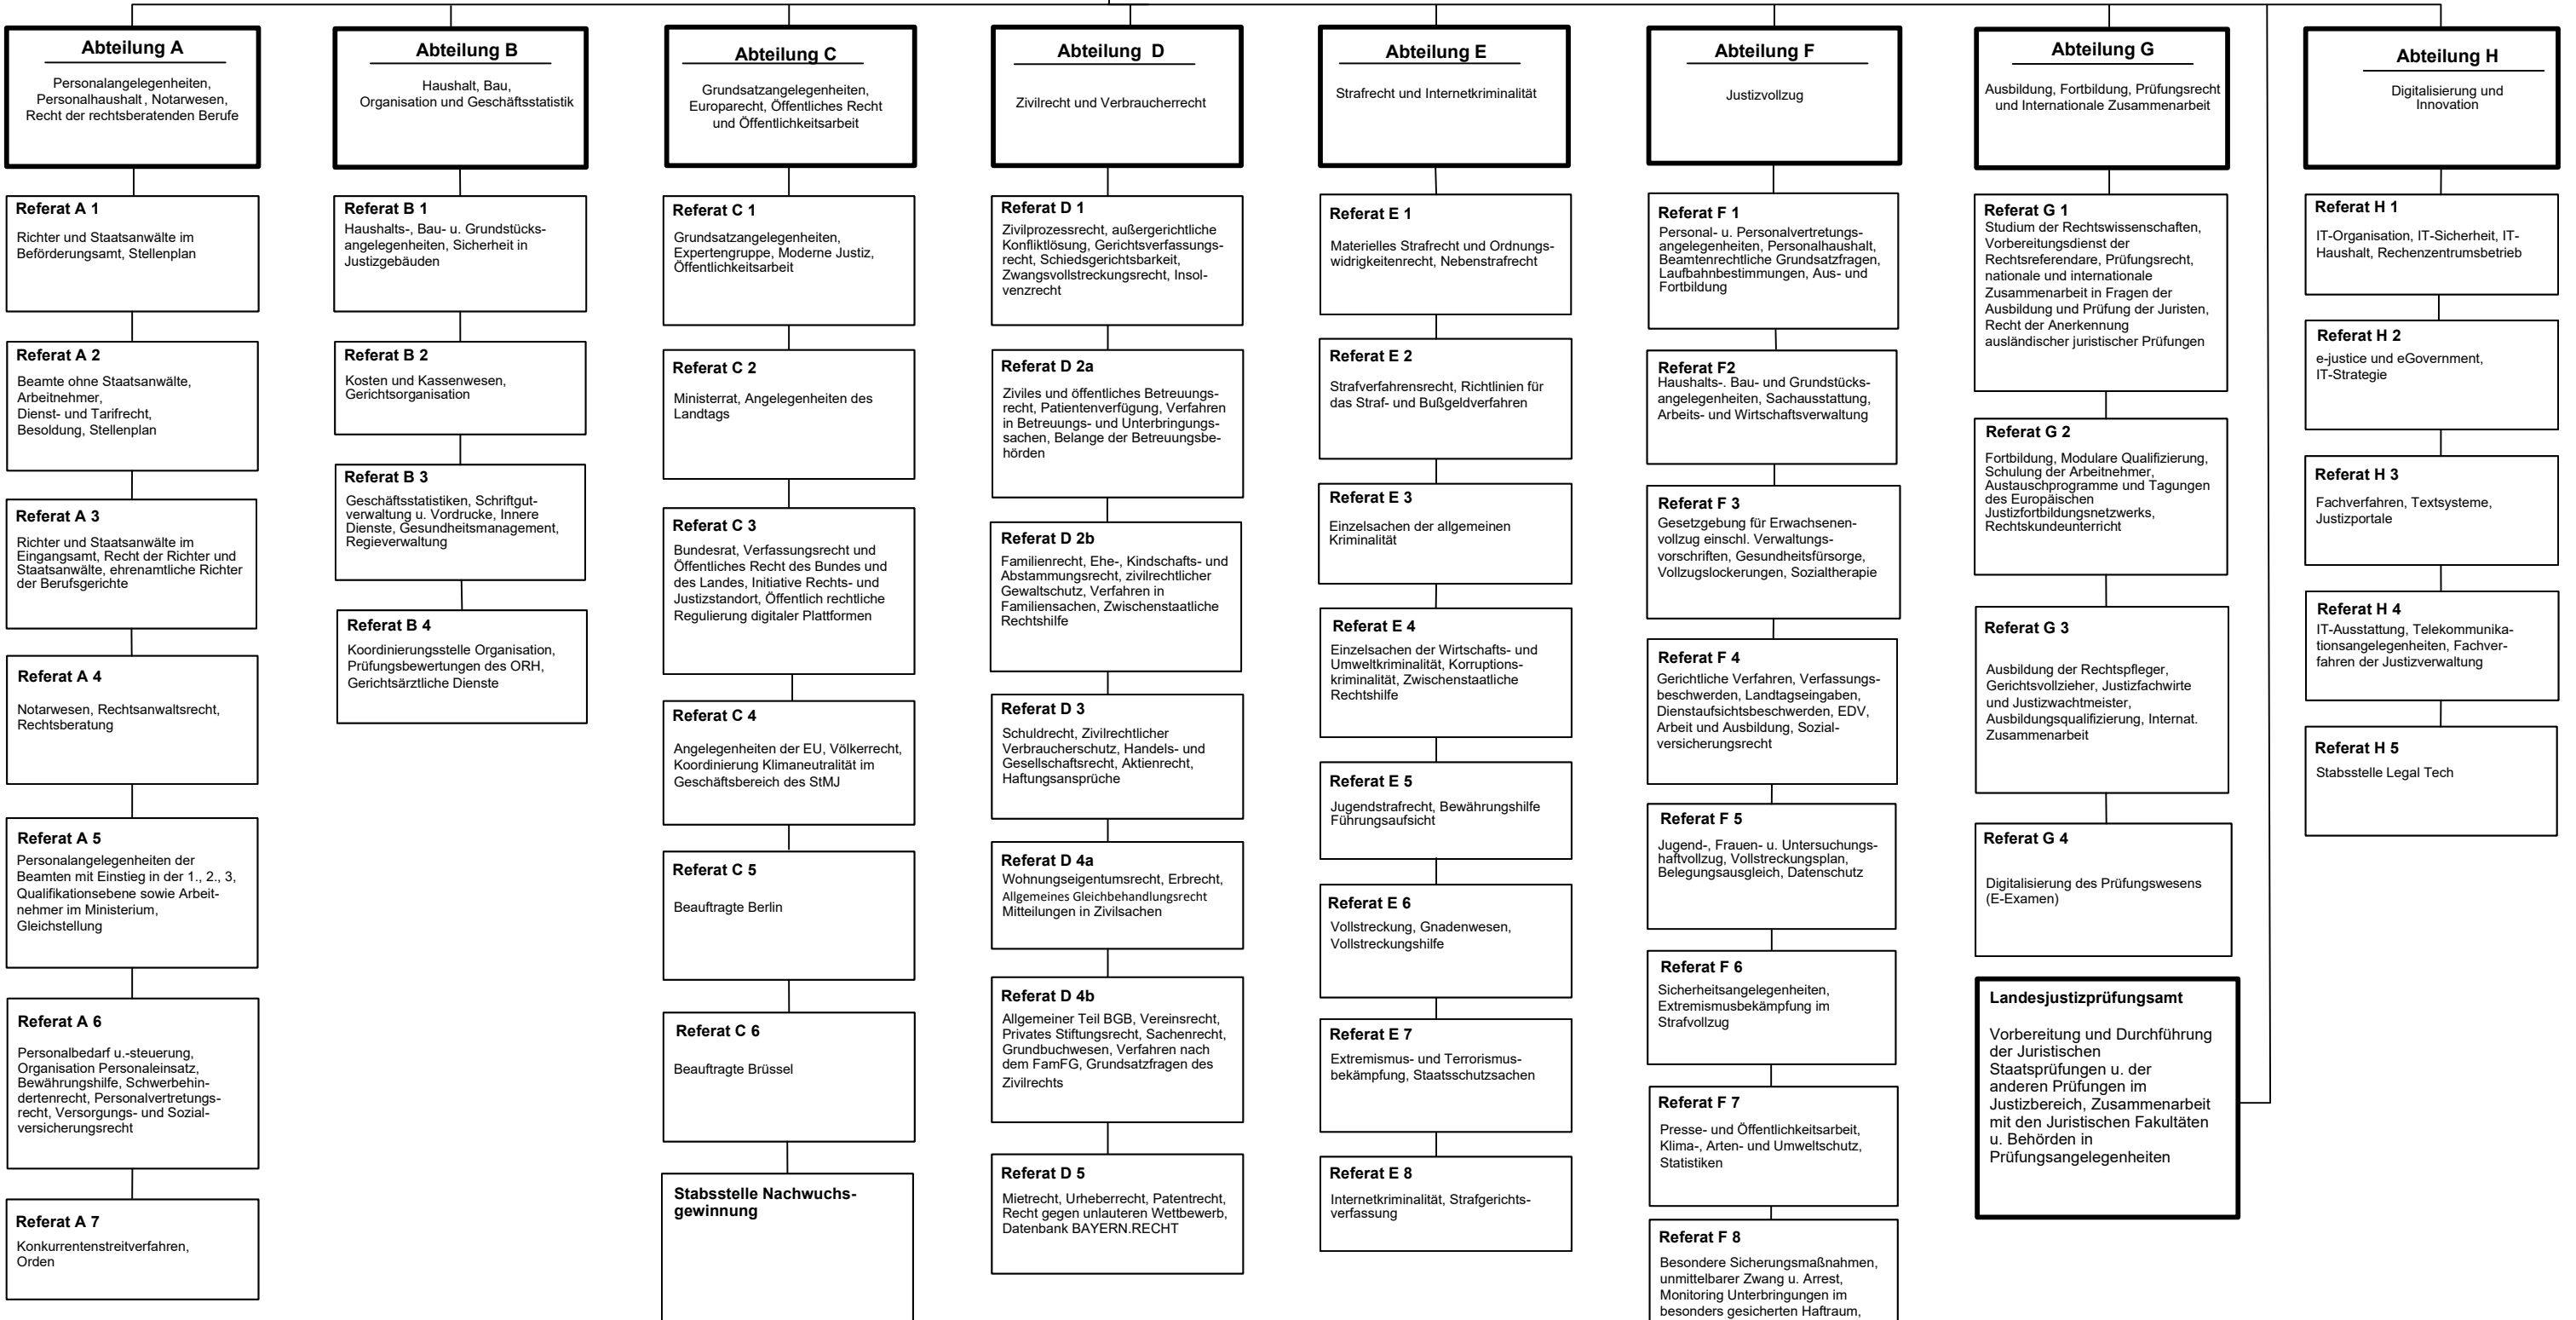 Abteilung A
Personalangelegenheiten,
Personalhaushalt, Notarwesen,
Recht der rechtsberatenden Berufe
Referat A 1
Richter und Staatsanwälte im
Beförderungsamt, Stellenplan
Referat A 2
Beamte ohne Staatsanwälte,
Arbeitnehmer,
Dienst- und Tarifrecht,
Besoldung, Stellenplan
Referat A 3
Richter und Staatsanwälte im
Eingangsamt, Recht der Richter und
Staatsanwälte, ehrenamtliche Richter
der Berufsgerichte
Referat A 4
Notarwesen, Rechtsanwaltsrecht,
Rechtsberatung
Referat A 5
Personalangelegenheiten der
Beamten mit Einstieg in der 1., 2., 3,
Qualifikationsebene sowie Arbeit-
nehmer im Ministerium,
Gleichstellung
Referat A 6
Personalbedarf u.-steuerung,
Organisation Personaleinsatz,
Bewährungshilfe, Schwerbehin-
dertenrecht, Personalvertretungs-
recht, Versorgungs- und Sozial-
versicherungsrecht
Referat A 7
Konkurrentenstreitverfahren,
Orden
Abteilung B
Haushalt, Bau,
Organisation und Geschäftsstatistik
Referat B 1
Haushalts-, Bau- u. Grundstücks-
angelegenheiten, Sicherheit in
Justizgebäuden
Referat B 2
Kosten und Kassenwesen,
Gerichtsorganisation
Referat B 3
Geschäftsstatistiken, Schriftgut-
verwaltung u. Vordrucke, Innere
Dienste, Gesundheitsmanagement,
Regieverwaltung
Referat B 4
Koordinierungsstelle Organisation,
Prüfungsbewertungen des ORH,
Gerichtsärztliche Dienste
Abteilung C
Grundsatzangelegenheiten,
Europarecht, Öffentliches Recht
und Öffentlichkeitsarbeit
Referat C 1
Grundsatzangelegenheiten,
Expertengruppe, Moderne Justiz,
Öffentlichkeitsarbeit
Referat C 2
Ministerrat, Angelegenheiten des
Landtags
Referat C 3
Bundesrat, Verfassungsrecht und
Öffentliches Recht des Bundes und
des Landes, Initiative Rechts- und
Justizstandort, Öffentlich rechtliche
Regulierung digitaler Plattformen
Referat C 4
Angelegenheiten der EU, Völkerrecht,
Koordinierung Klimaneutralität im
Geschäftsbereich des StMJ
Referat C 5
Beauftragte Berlin
Referat C 6
Beauftragte Brüssel
Stabsstelle Nachwuchs-
gewinnung
Abteilung D
Zivilrecht und Verbraucherrecht
Referat D 1
Zivilprozessrecht, außergerichtliche
Konfliktlösung, Gerichtsverfassungs-
recht, Schiedsgerichtsbarkeit,
Zwangsvollstreckungsrecht, Insol-
venzrecht
Referat D 2a
Ziviles und öffentliches Betreuungs-
recht, Patientenverfügung, Verfahren
in Betreuungs- und Unterbringungs-
sachen, Belange der Betreuungsbe-
hörden
Referat D 2b
Familienrecht, Ehe-, Kindschafts- und
Abstammungsrecht, zivilrechtlicher
Gewaltschutz, Verfahren in
Familiensachen, Zwischenstaatliche
Rechtshilfe
Referat D 3
Schuldrecht, Zivilrechtlicher
Verbraucherschutz, Handels- und
Gesellschaftsrecht, Aktienrecht,
Haftungsansprüche
Referat D 4a
Wohnungseigentumsrecht, Erbrecht,
Allgemeines Gleichbehandlungsrecht
Mitteilungen in Zivilsachen
Referat D 4b
Allgemeiner Teil BGB, Vereinsrecht,
Privates Stiftungsrecht, Sachenrecht,
Grundbuchwesen, Verfahren nach
dem FamFG, Grundsatzfragen des
Zivilrechts
Referat D 5
Mietrecht, Urheberrecht, Patentrecht,
Recht gegen unlauteren Wettbewerb,
Datenbank BAYERN.RECHT
Abteilung E
Strafrecht und Internetkriminalität
Referat E 1
Materielles Strafrecht und Ordnungs-
widrigkeitenrecht, Nebenstrafrecht
Referat E 2
Strafverfahrensrecht, Richtlinien für
das Straf- und Bußgeldverfahren
Referat E 3
Einzelsachen der allgemeinen
Kriminalität
Referat E 4
Einzelsachen der Wirtschafts- und
Umweltkriminalität, Korruptions-
kriminalität, Zwischenstaatliche
Rechtshilfe
Referat E 5
Jugendstrafrecht, Bewährungshilfe
Führungsaufsicht
Referat E 6
Vollstreckung, Gnadenwesen,
Vollstreckungshilfe
Referat E 7
Extremismus- und Terrorismus-
bekämpfung, Staatsschutzsachen
Referat E 8
Internetkriminalität, Strafgerichts-
verfassung
Abteilung F
Justizvollzug
Referat F 1
Personal- u. Personalvertretungs-
angelegenheiten, Personalhaushalt,
Beamtenrechtliche Grundsatzfragen,
Laufbahnbestimmungen, Aus- und
Fortbildung
Referat F2
Haushalts-. Bau- und Grundstücks-
angelegenheiten, Sachausstattung,
Arbeits- und Wirtschaftsverwaltung
Referat F 3
Gesetzgebung für Erwachsenen-
vollzug einschl. Verwaltungs-
vorschriften, Gesundheitsfürsorge,
Vollzugslockerungen, Sozialtherapie
Referat F 4
Gerichtliche Verfahren, Verfassungs-
beschwerden, Landtagseingaben,
Dienstaufsichtsbeschwerden, EDV,
Arbeit und Ausbildung, Sozial-
versicherungsrecht
Referat F 5
Jugend-, Frauen- u. Untersuchungs-
haftvollzug, Vollstreckungsplan,
Belegungsausgleich, Datenschutz
Referat F 6
Sicherheitsangelegenheiten,
Extremismusbekämpfung im
Strafvollzug
Referat F 7
Presse- und Öffentlichkeitsarbeit,
Klima-, Arten- und Umweltschutz,
Statistiken
Referat F 8
Besondere Sicherungsmaßnahmen,
unmittelbarer Zwang u. Arrest,
Monitoring Unterbringungen im
besonders gesicherten Haftraum,
Abteilung G
Ausbildung, Fortbildung, Prüfungsrecht
und Internationale Zusammenarbeit
Referat G 1
Studium der Rechtswissenschaften,
Vorbereitungsdienst der
Rechtsreferendare, Prüfungsrecht,
nationale und internationale
Zusammenarbeit in Fragen der
Ausbildung und Prüfung der Juristen,
Recht der Anerkennung
ausländischer juristischer Prüfungen
Referat G 2
Fortbildung, Modulare Qualifizierung,
Schulung der Arbeitnehmer,
Austauschprogramme und Tagungen
des Europäischen
Justizfortbildungsnetzwerks,
Rechtskundeunterricht
Referat G 3
Ausbildung der Rechtspfleger,
Gerichtsvollzieher, Justizfachwirte
und Justizwachtmeister,
Ausbildungsqualifizierung, Internat.
Zusammenarbeit
Referat G 4
Digitalisierung des Prüfungswesens
(E-Examen)
Landesjustizprüfungsamt
Vorbereitung und Durchführung
der Juristischen
Staatsprüfungen u. der
anderen Prüfungen im
Justizbereich, Zusammenarbeit
mit den Juristischen Fakultäten
u. Behörden in
Prüfungsangelegenheiten
Abteilung H
Digitalisierung und
Innovation
Referat H 1
IT-Organisation, IT-Sicherheit, IT-
Haushalt, Rechenzentrumsbetrieb
Referat H 2
e-justice und eGovernment,
IT-Strategie
Referat H 3
Fachverfahren, Textsysteme,
Justizportale
Referat H 4
IT-Ausstattung, Telekommunika-
tionsangelegenheiten, Fachver-
fahren der Justizverwaltung
Referat H 5
Stabsstelle Legal Tech